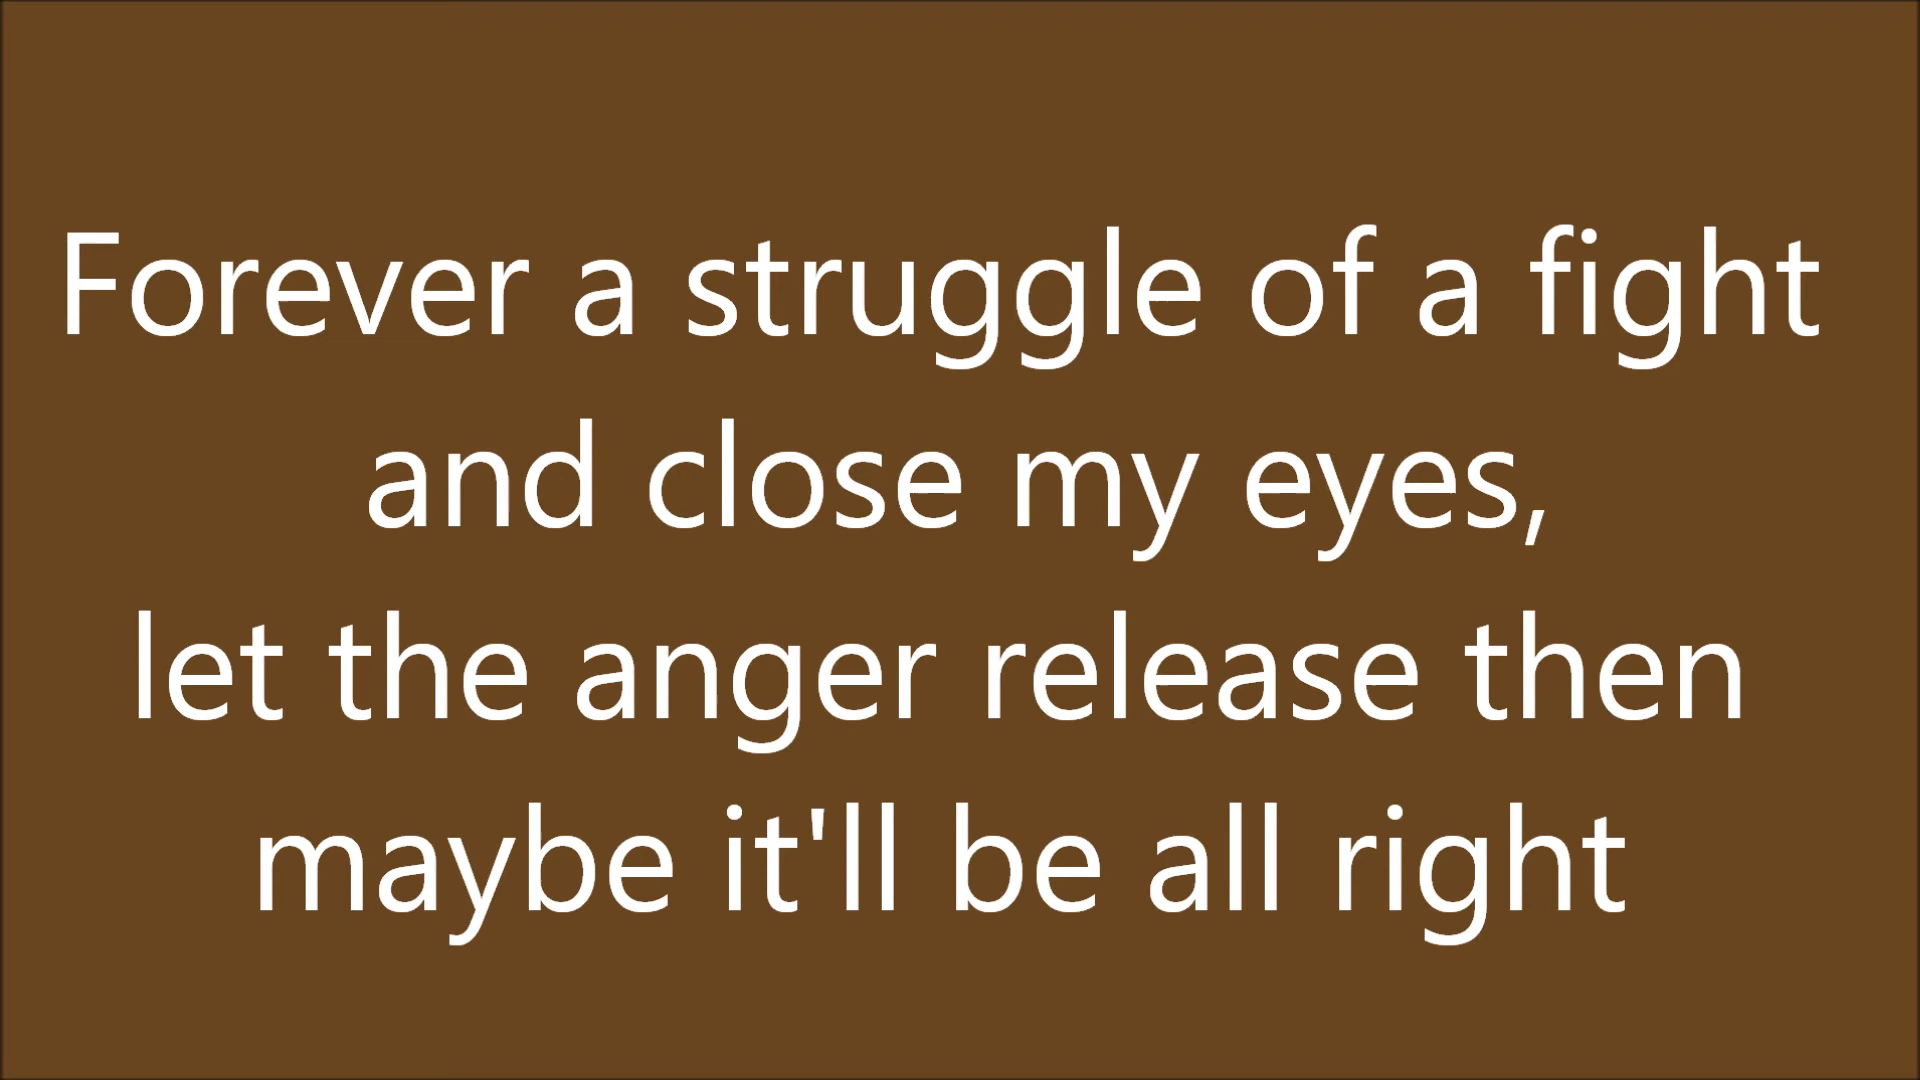 Forever a struggle of a fight
and close my eyes,
let the anger release then
maybe it'll be all right